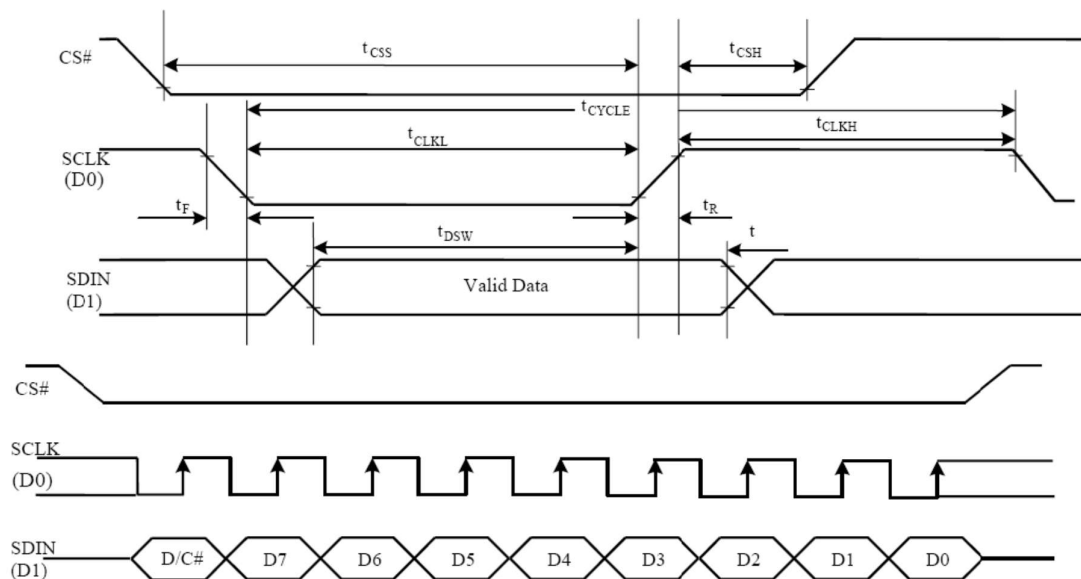 CS#
tCSS
tCSH
tCYCLE
tCLKL
tCLKH
SCLK
(D0)
tF
tR
tDSW
t
SDIN
(D1)
Valid Data
CS#
SCLK
(D0)
SDIN
(D1)
D/C# D7 D6 D5 D4 D3 D2 D1 D0